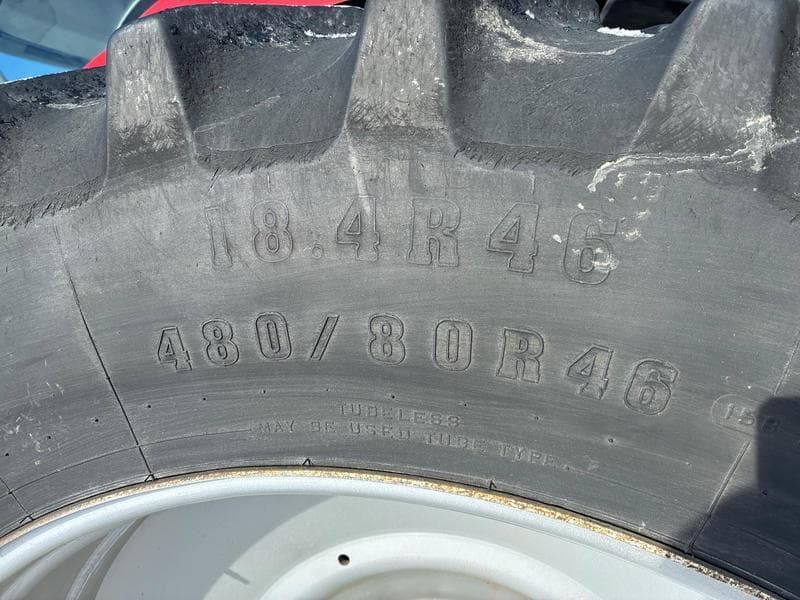 18.4R46
480/80R46
TUBELESS
MAY BE USED TUBE TYPE.